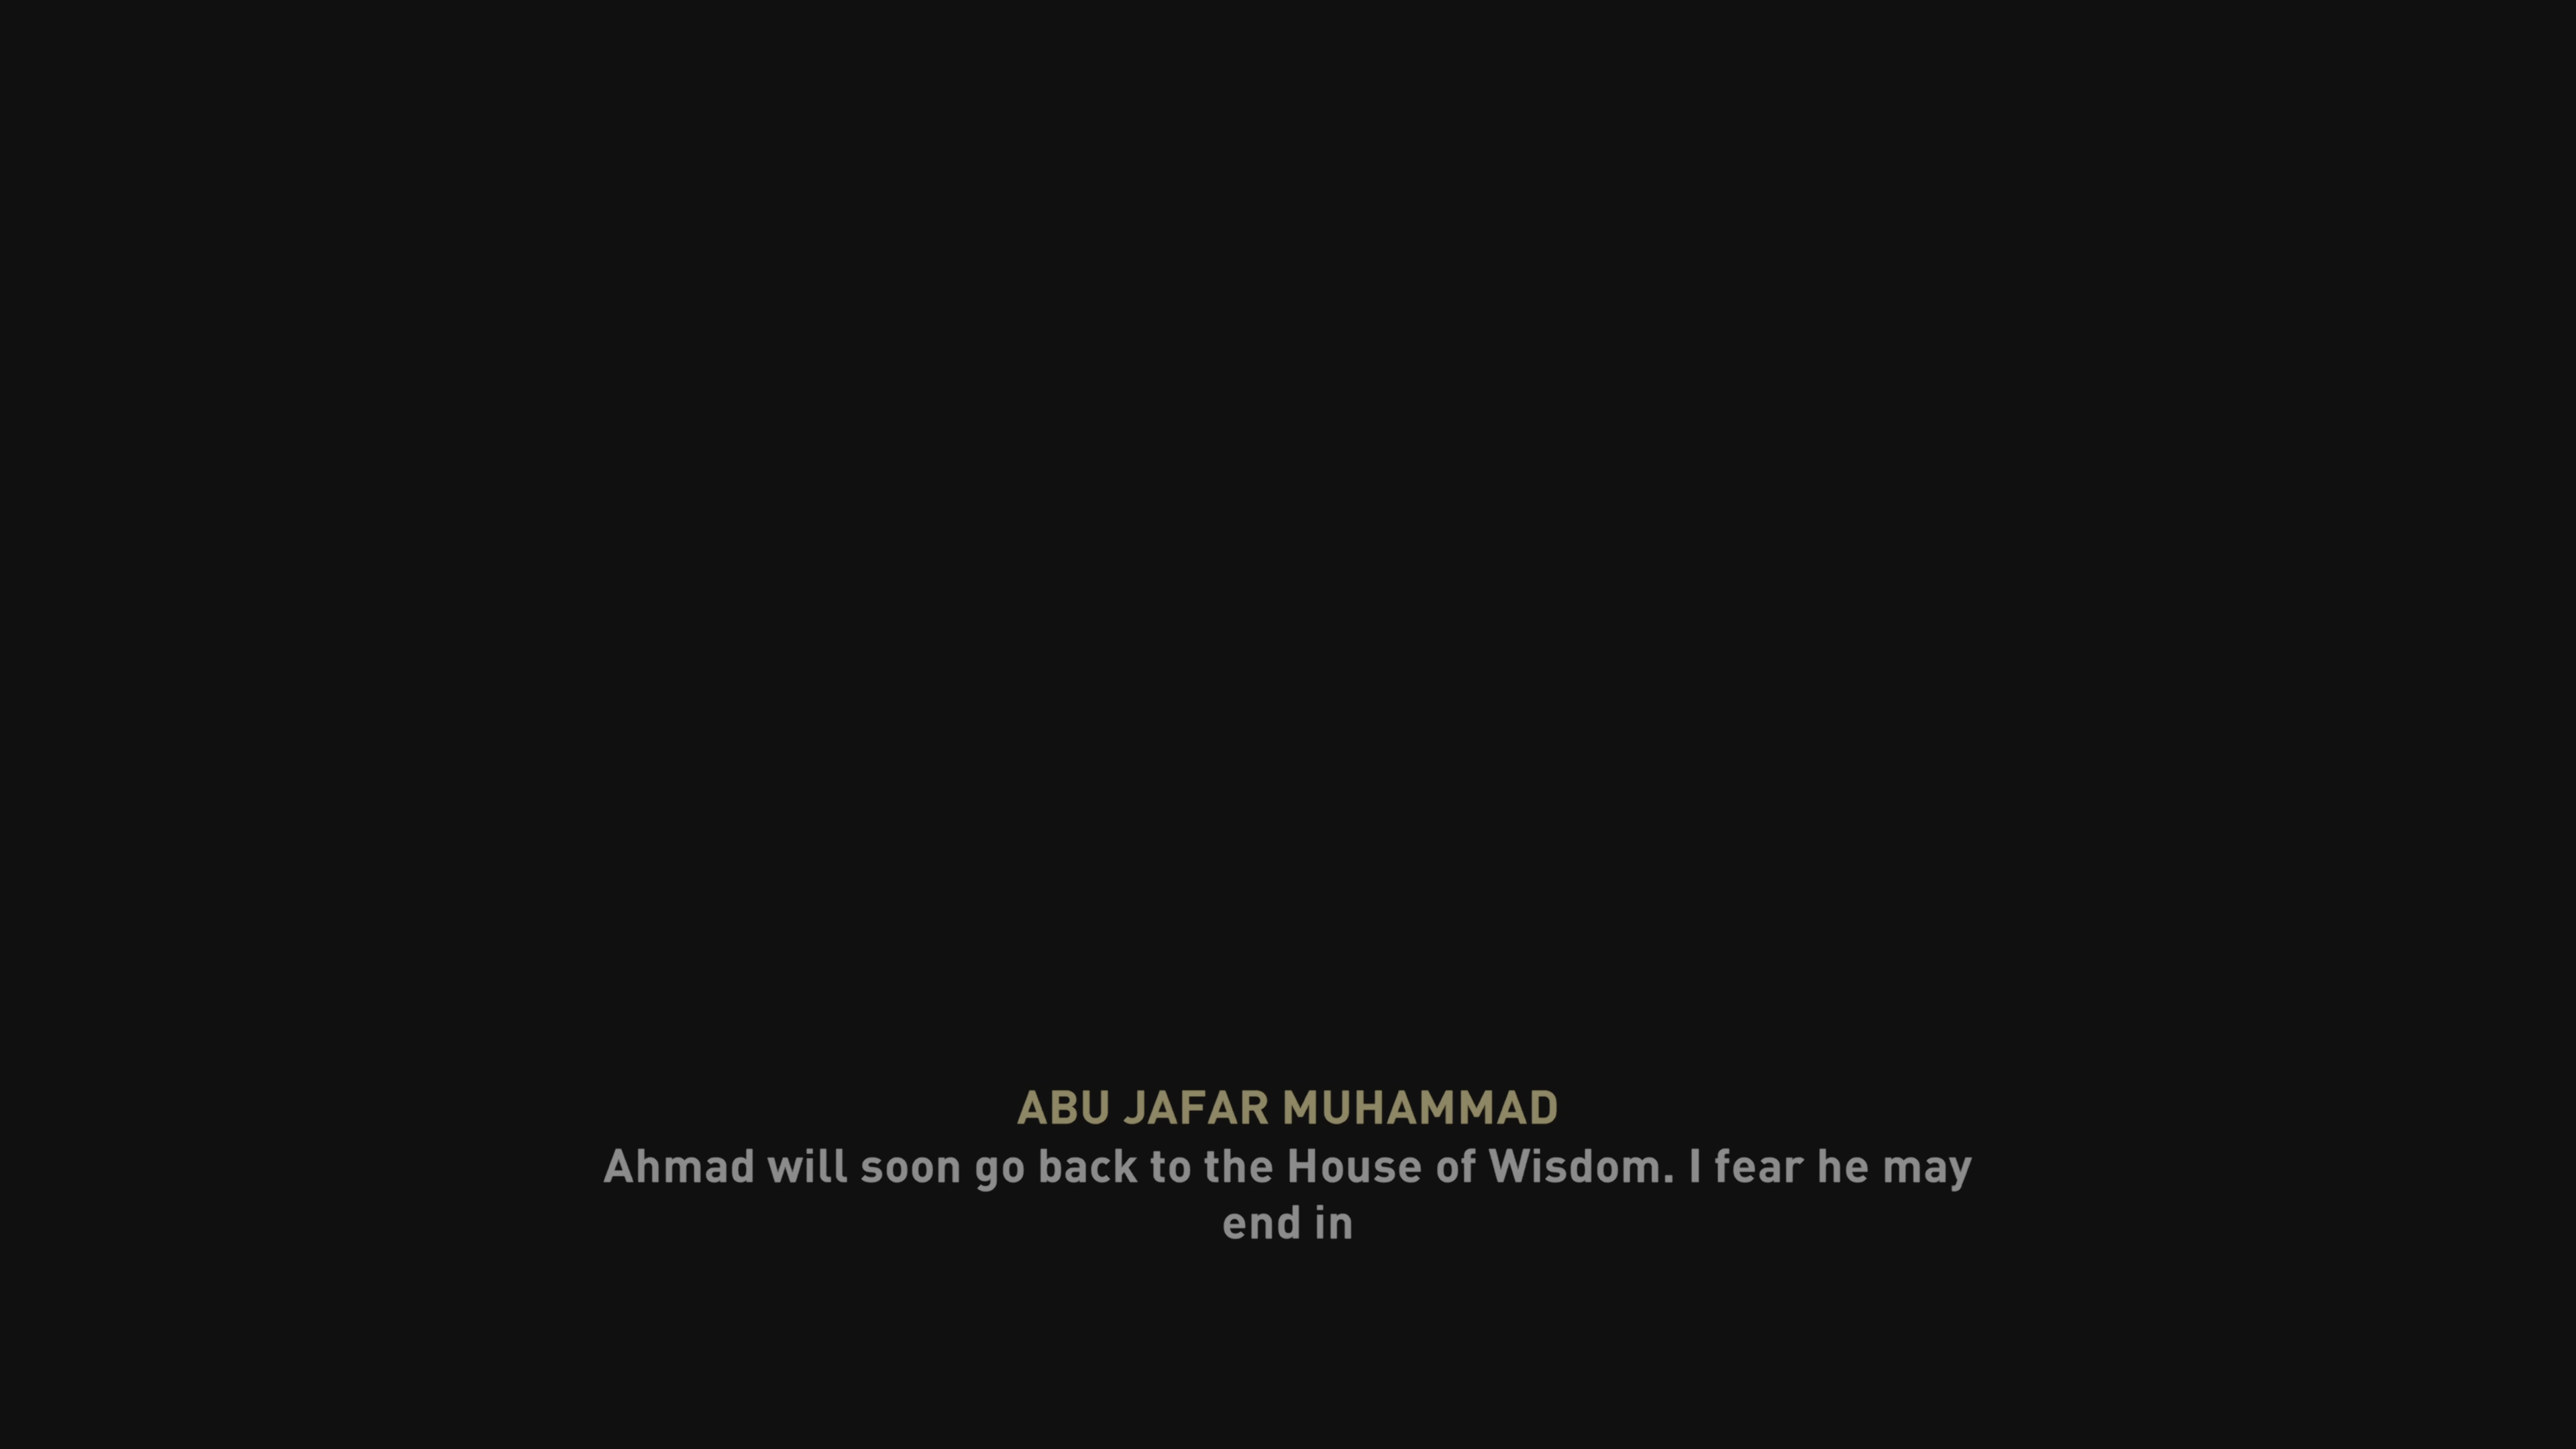 ABU JAFAR MUHAMMAD
Ahmad will soon go back to the House of Wisdom. I fear he may
end in